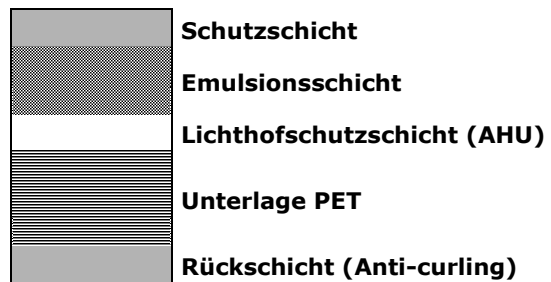 Schutzschicht
Emulsionsschicht
Lichthofschutzschicht (AHU)
Unterlage PET
Rückschicht (Anti-curling)